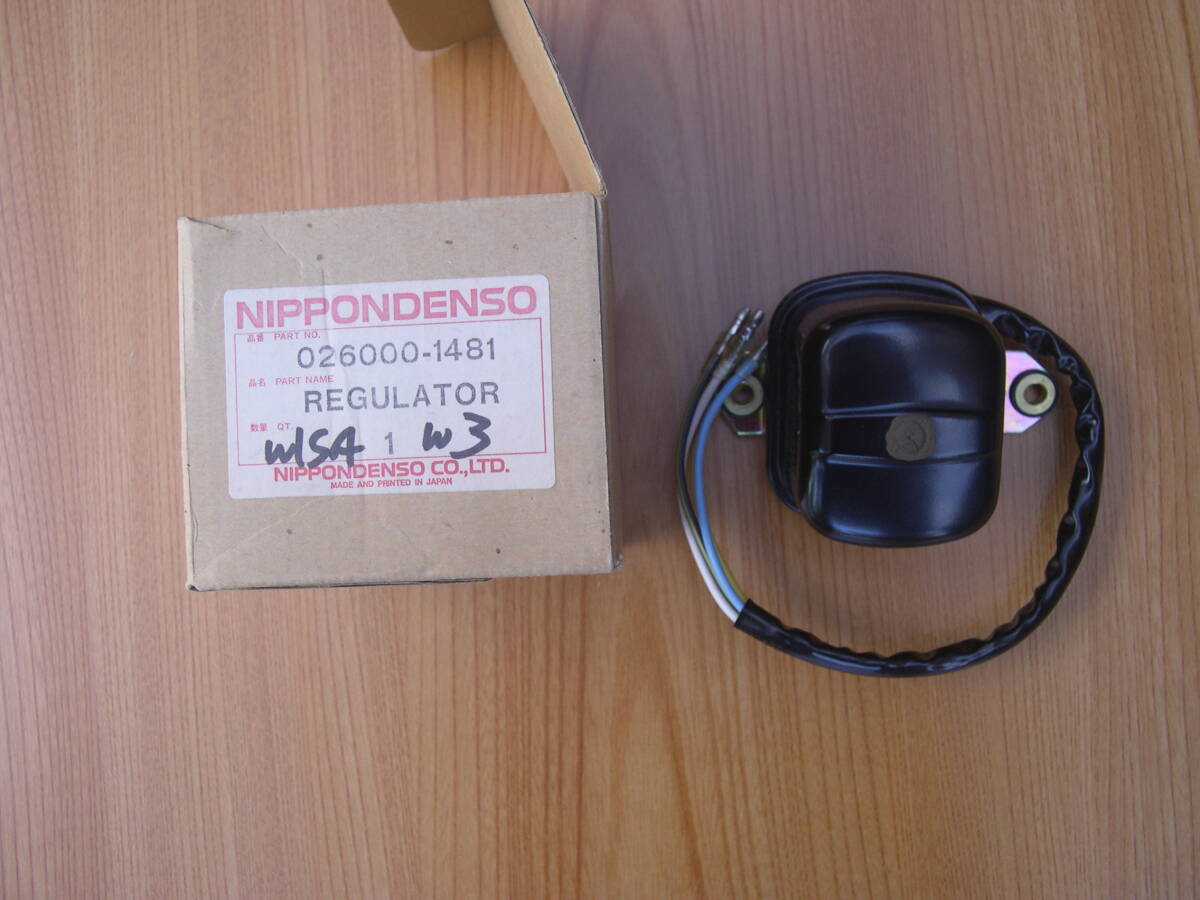 NIPPONDENSO
品番 PART NO.
026000-1481
品名 PART NAME
REGULATOR
数量 QT.
1 W3
NIPPONDENSO CO.,LTD.
MADE AND PRINTED IN JAPAN